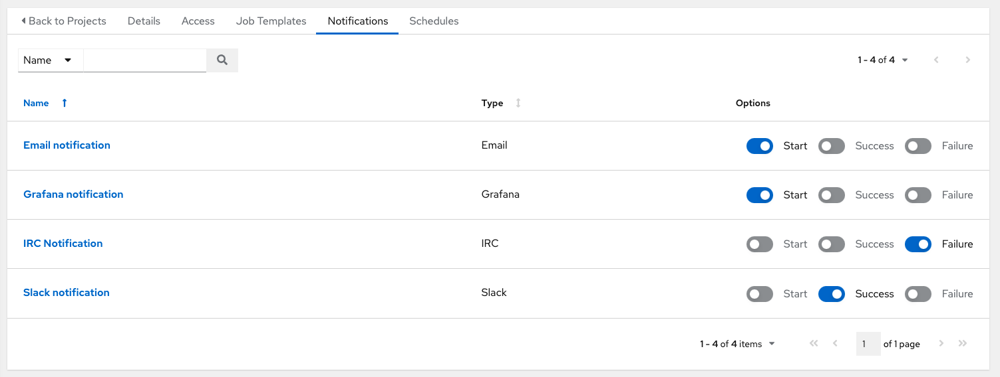 Back to Projects Details Access Job Templates Notifications Schedules
Name 1 - 4 of 4
Name Type Options
Email notification Email Start Success Failure
Grafana notification Grafana Start Success Failure
IRC Notification IRC Start Success Failure
Slack notification Slack Start Success Failure
1 - 4 of 4 items 1 of 1 page